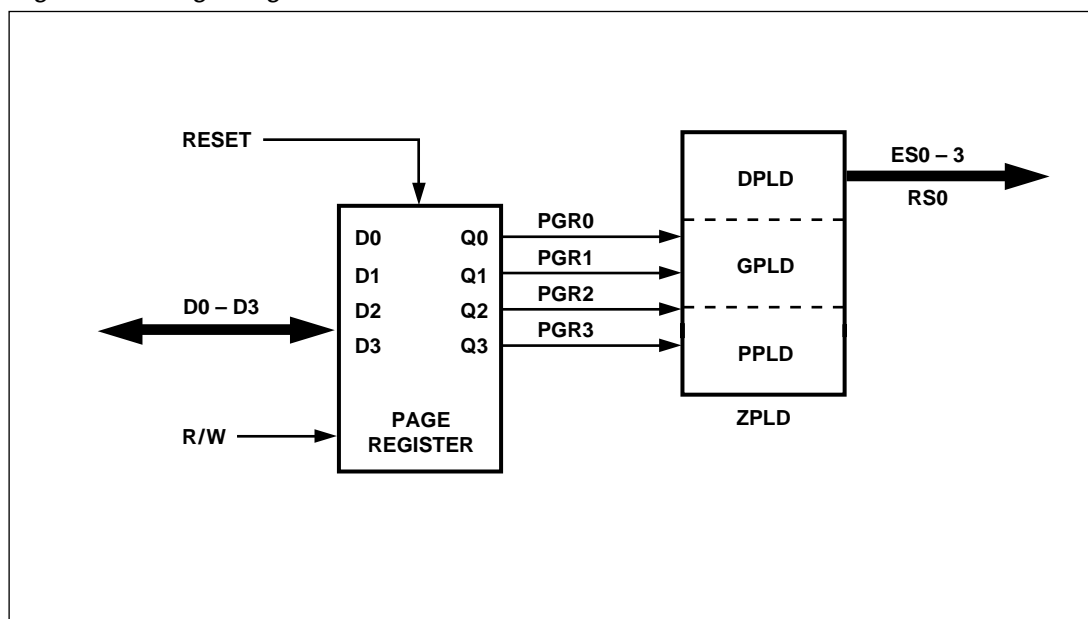 RESET
DPLD
ES0 – 3
RS0
D0 Q0
PGR0
D1 Q1
PGR1
GPLD
D2 Q2
PGR2
D0 – D3
D3 Q3
PGR3
PPLD
ZPLD
PAGE
REGISTER
R/W